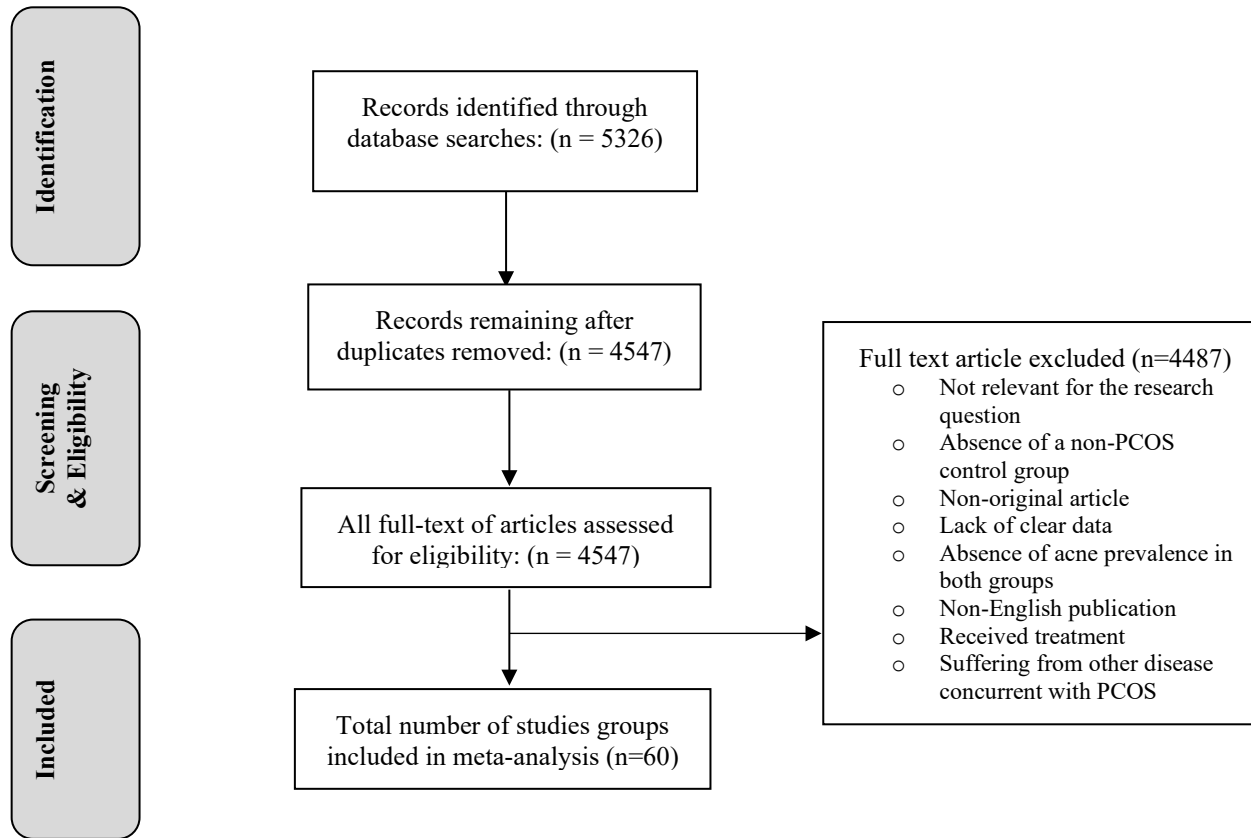 Identification
Records identified through
database searches: (n = 5326)
Records remaining after
duplicates removed: (n = 4547)
Screening
& Eligibility
All full-text of articles assessed
for eligibility: (n = 4547)
Full text article excluded (n=4487)
o Not relevant for the research
question
o Absence of a non-PCOS
control group
o Non-original article
o Lack of clear data
o Absence of acne prevalence in
both groups
o Non-English publication
o Received treatment
o Suffering from other disease
concurrent with PCOS
Included
Total number of studies groups
included in meta-analysis (n=60)